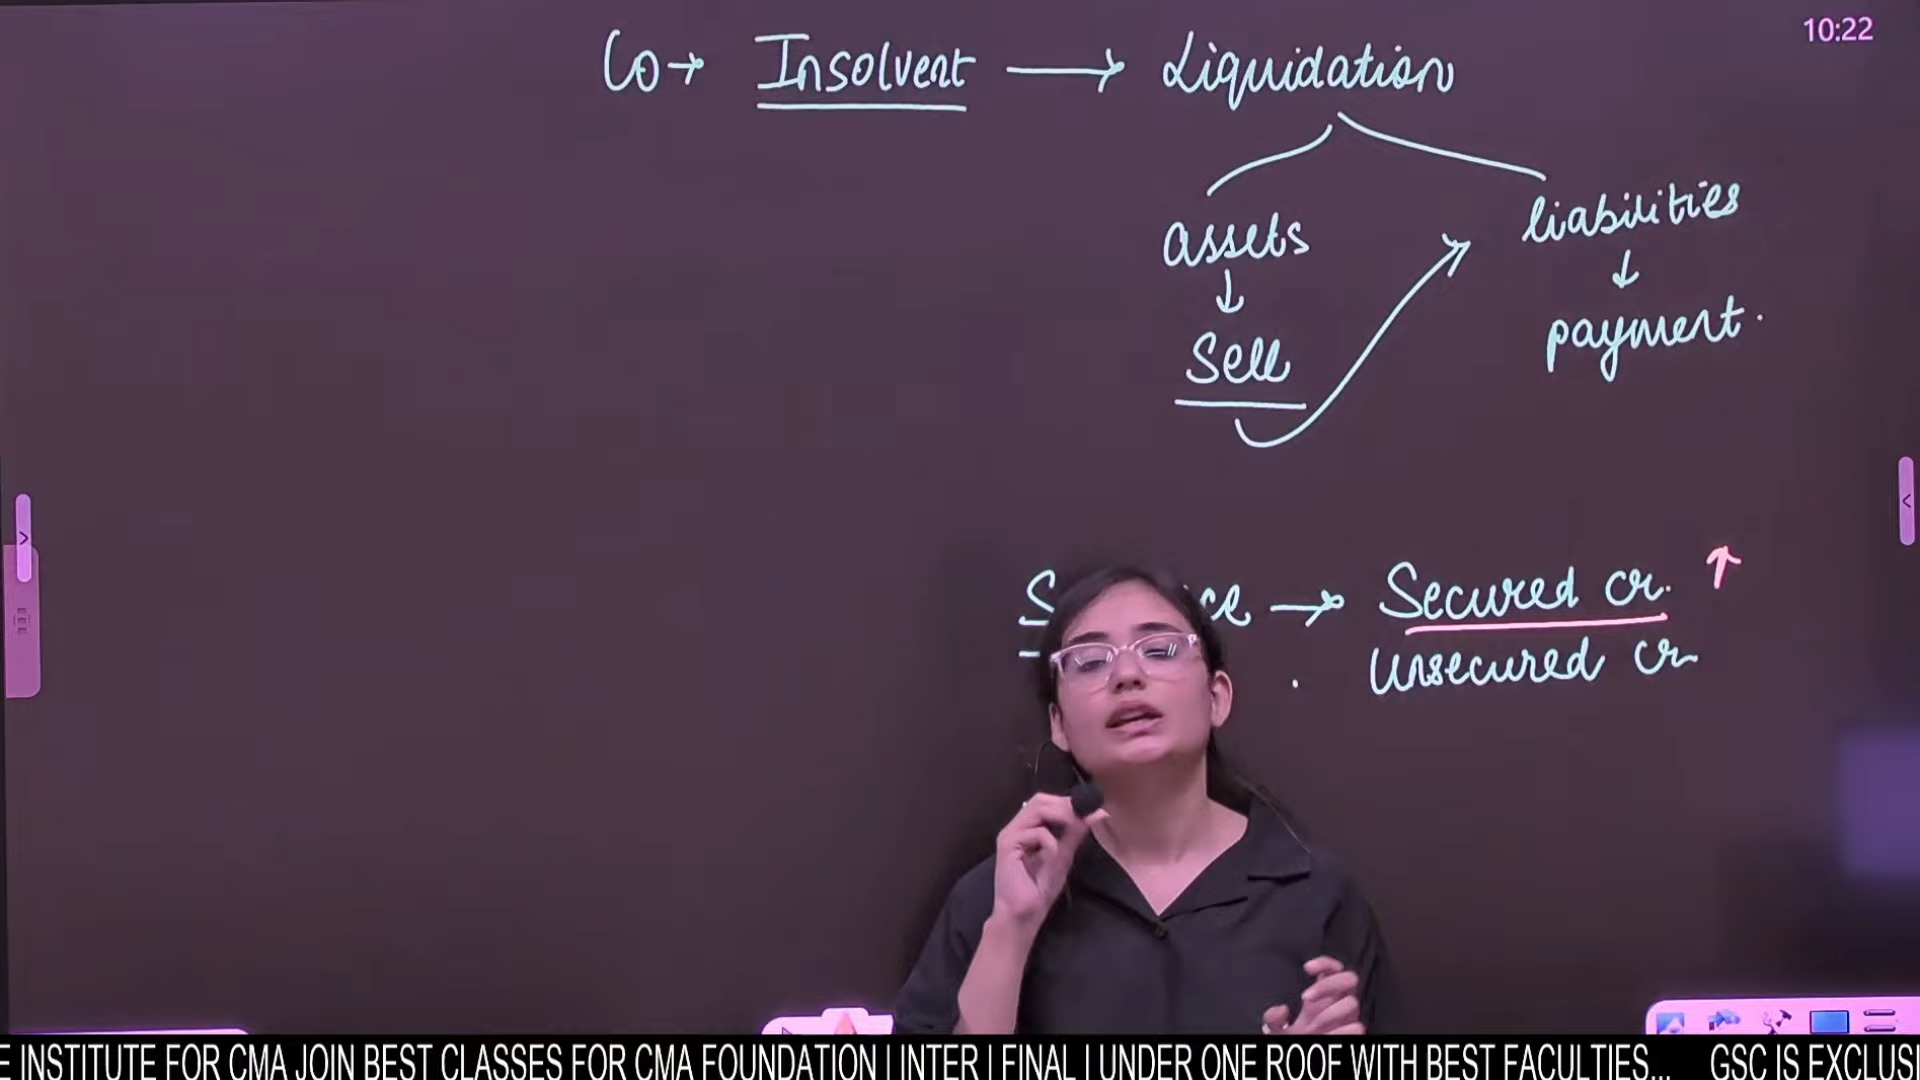 10:22
Co → Insolvent → Liquidation
assets
liabilities
↓
↓
Sell
payment.
→ Secured cr. ↑
Unsecured cr
E INSTITUTE FOR CMA JOIN BEST CLASSES FOR CMA FOUNDATION | INTER | FINAL | UNDER ONE ROOF WITH BEST FACULTIES... GSC IS EXCLUSI